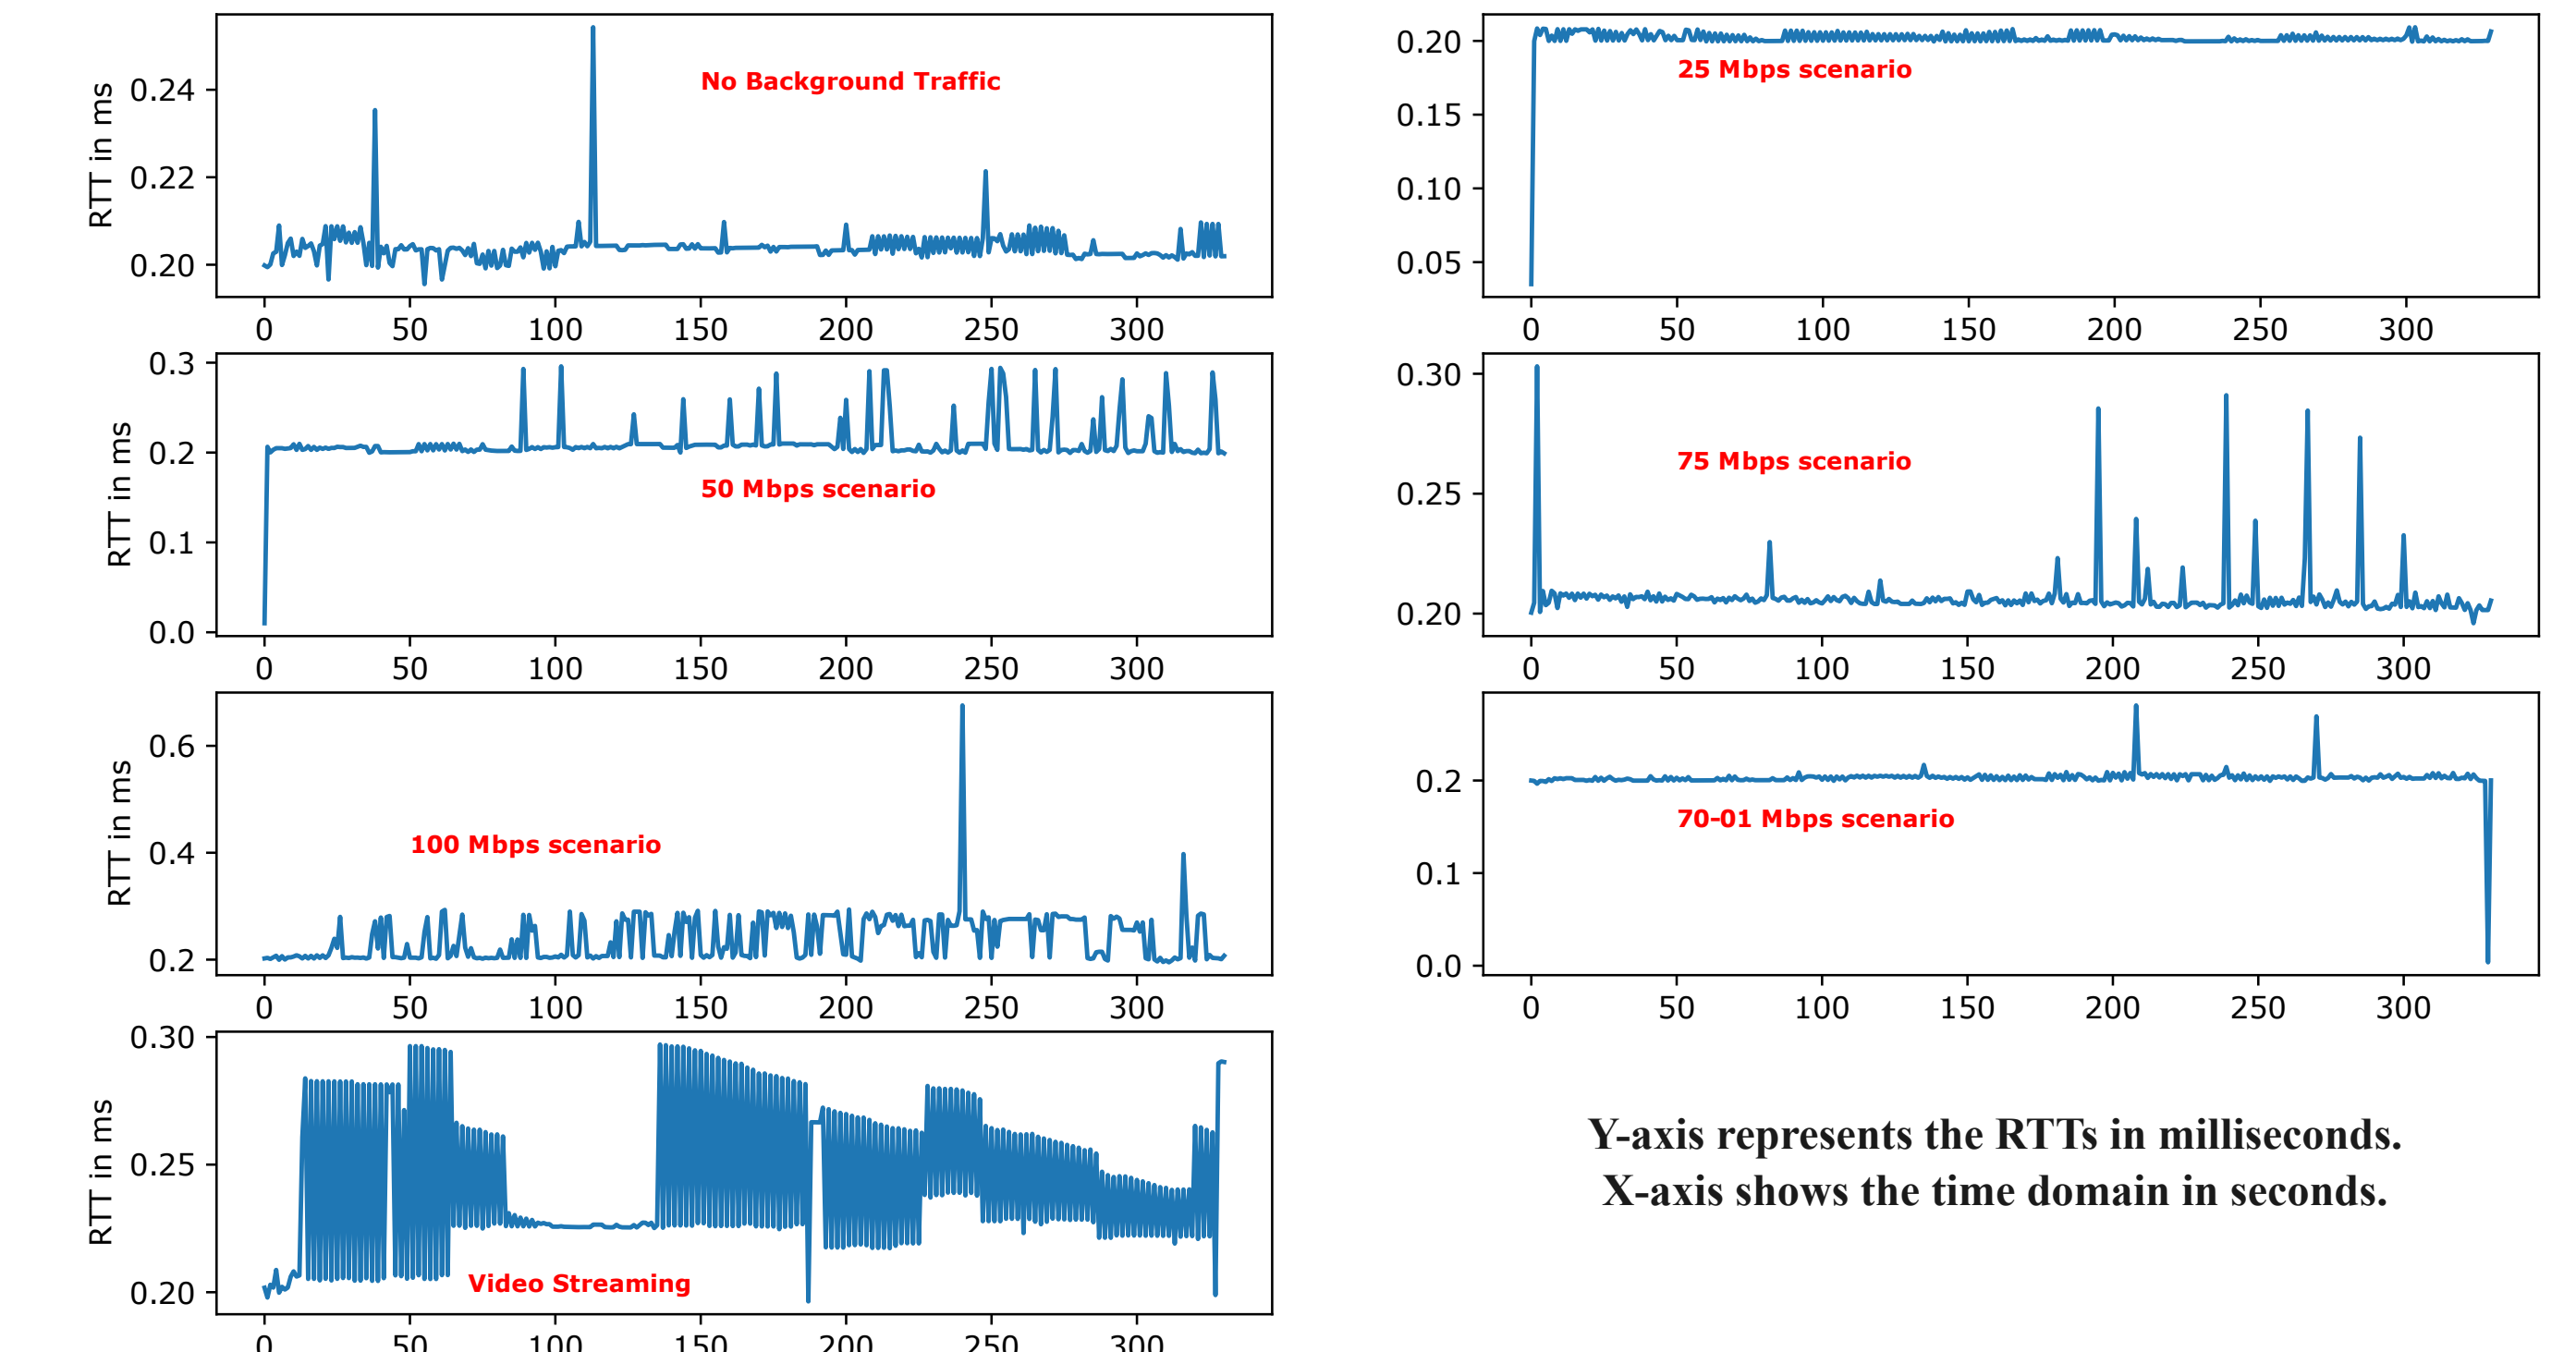 RTT in ms
0.24
0.22
0.20
No Background Traffic
0 50 100 150 200 250 300
0.20
0.15
0.10
0.05
25 Mbps scenario
0 50 100 150 200 250 300
RTT in ms
0.3
0.2
0.1
0.0
50 Mbps scenario
0 50 100 150 200 250 300
0.30
0.25
0.20
75 Mbps scenario
0 50 100 150 200 250 300
RTT in ms
0.6
0.4
0.2
100 Mbps scenario
0 50 100 150 200 250 300
0.2
0.1
0.0
70-01 Mbps scenario
0 50 100 150 200 250 300
RTT in ms
0.30
0.25
0.20
Video Streaming
0 50 100 150 200 250 300
Y-axis represents the RTTs in milliseconds.
X-axis shows the time domain in seconds.